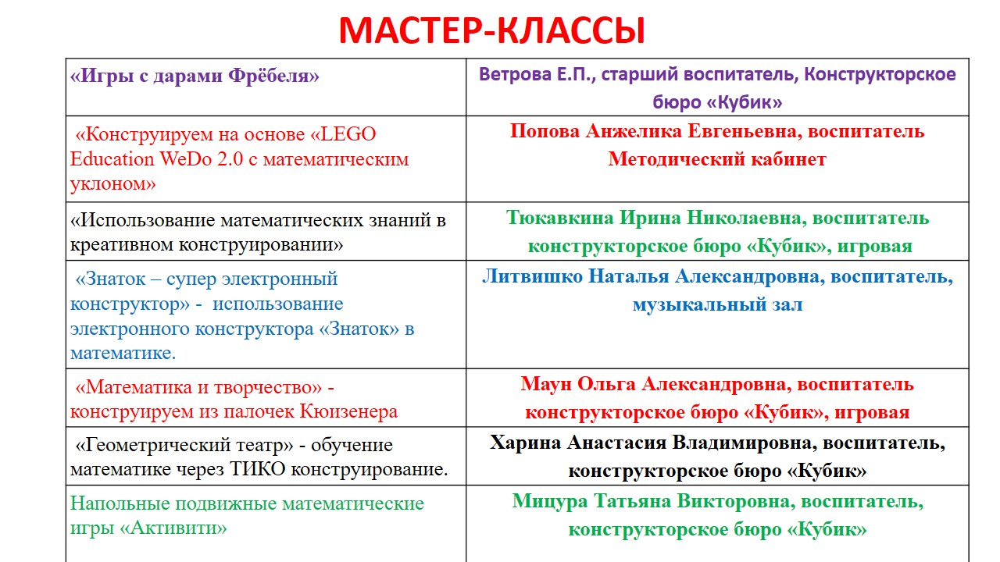 МАСТЕР-КЛАССЫ
«Игры с дарами Фрёбеля»
Ветрова Е.П., старший воспитатель, Конструкторское
бюро «Кубик»
«Конструируем на основе «LEGO
Education WeDo 2.0 с математическим
уклоном»
Попова Анжелика Евгеньевна, воспитатель
Методический кабинет
«Использование математических знаний в
креативном конструировании»
Тюкавкина Ирина Николаевна, воспитатель
конструкторское бюро «Кубик», игровая
«Знаток – супер электронный
конструктор» - использование
электронного конструктора «Знаток» в
математике.
Литвишко Наталья Александровна, воспитатель,
музыкальный зал
«Математика и творчество» -
конструируем из палочек Кюизенера
Маун Ольга Александровна, воспитатель
конструкторское бюро «Кубик», игровая
«Геометрический театр» - обучение
математике через ТИКО конструирование.
Харина Анастасия Владимировна, воспитатель,
конструкторское бюро «Кубик»
Напольные подвижные математические
игры «Активити»
Мицура Татьяна Викторовна, воспитатель,
конструкторское бюро «Кубик»